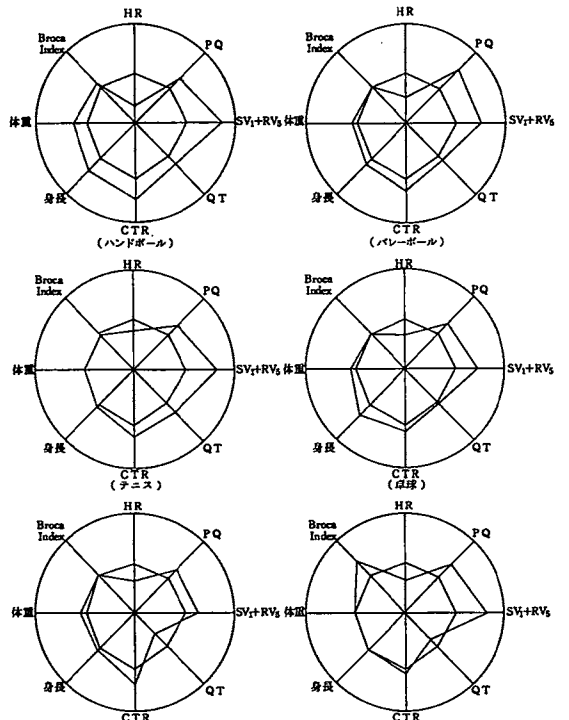 HR
Broca
Index
PQ
体重
SV₁+RV₅
身長
QT
CTR
(ハンドボール)
HR
Broca
Index
PQ
体重
SV₁+RV₅
身長
QT
CTR
(バレーボール)
HR
Broca
Index
PQ
体重
SV₁+RV₅
身長
QT
CTR
(テニス)
HR
Broca
Index
PQ
体重
SV₁+RV₅
身長
QT
CTR
(卓球)
HR
Broca
Index
PQ
体重
SV₁+RV₅
身長
QT
CTR
HR
Broca
Index
PQ
体重
SV₁+RV₅
身長
QT
CTR